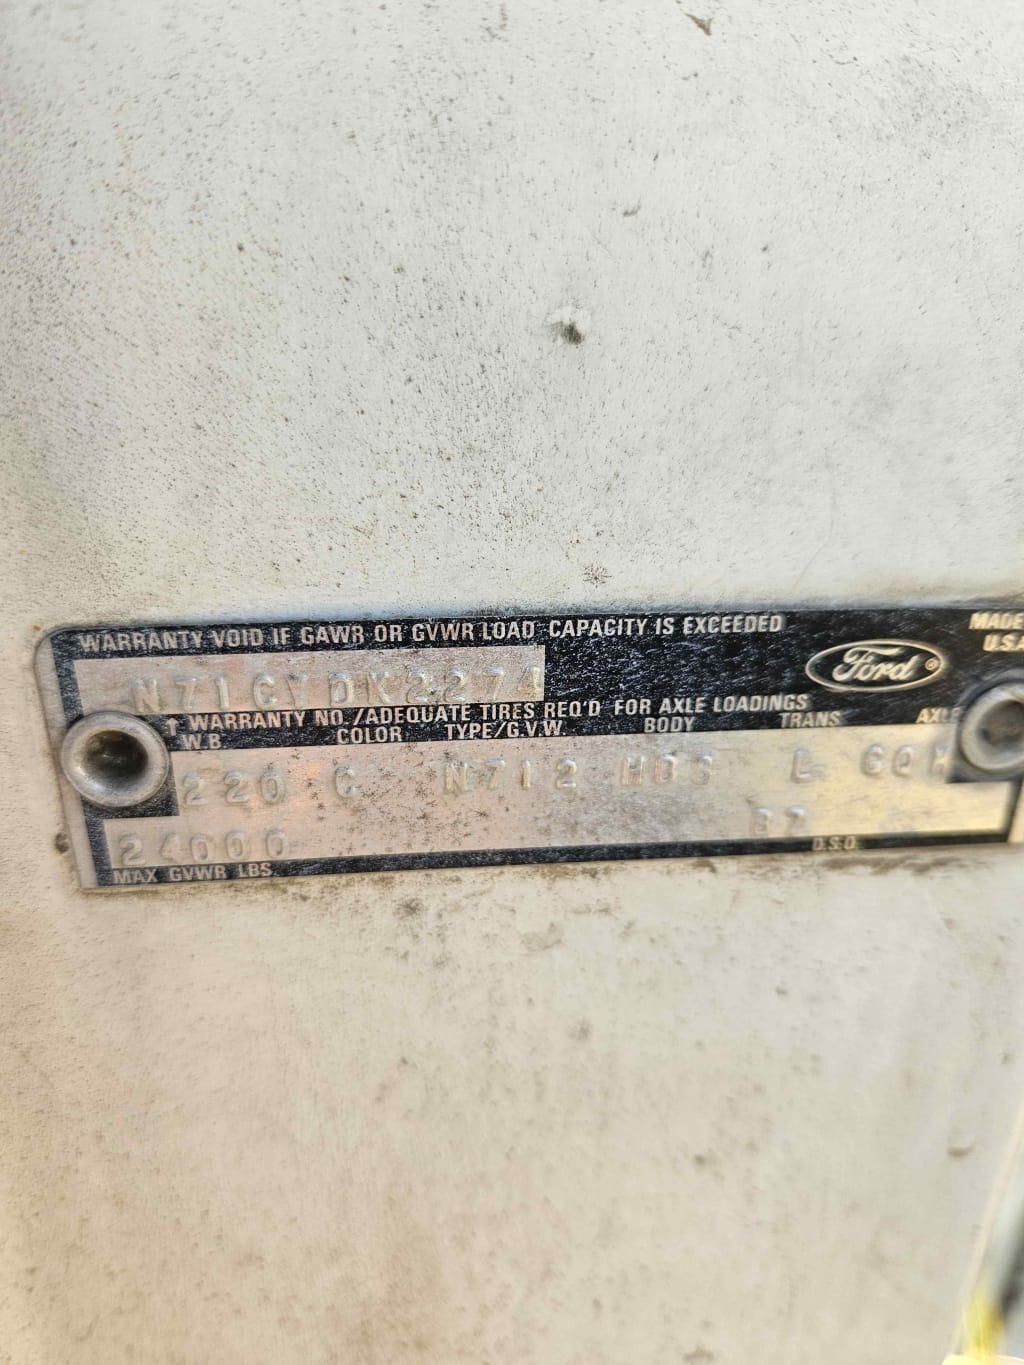 WARRANTY VOID IF GAWR OR GVWR LOAD CAPACITY IS EXCEEDED
MADE
U.S.A
Ford®
N71CVDK2274
↑ WARRANTY NO./ADEQUATE TIRES REQ'D FOR AXLE LOADINGS
W.B. COLOR TYPE/G.V.W. BODY TRANS AXLE
220 C N712 L
24000 37
MAX GVWR LBS D.S.O.